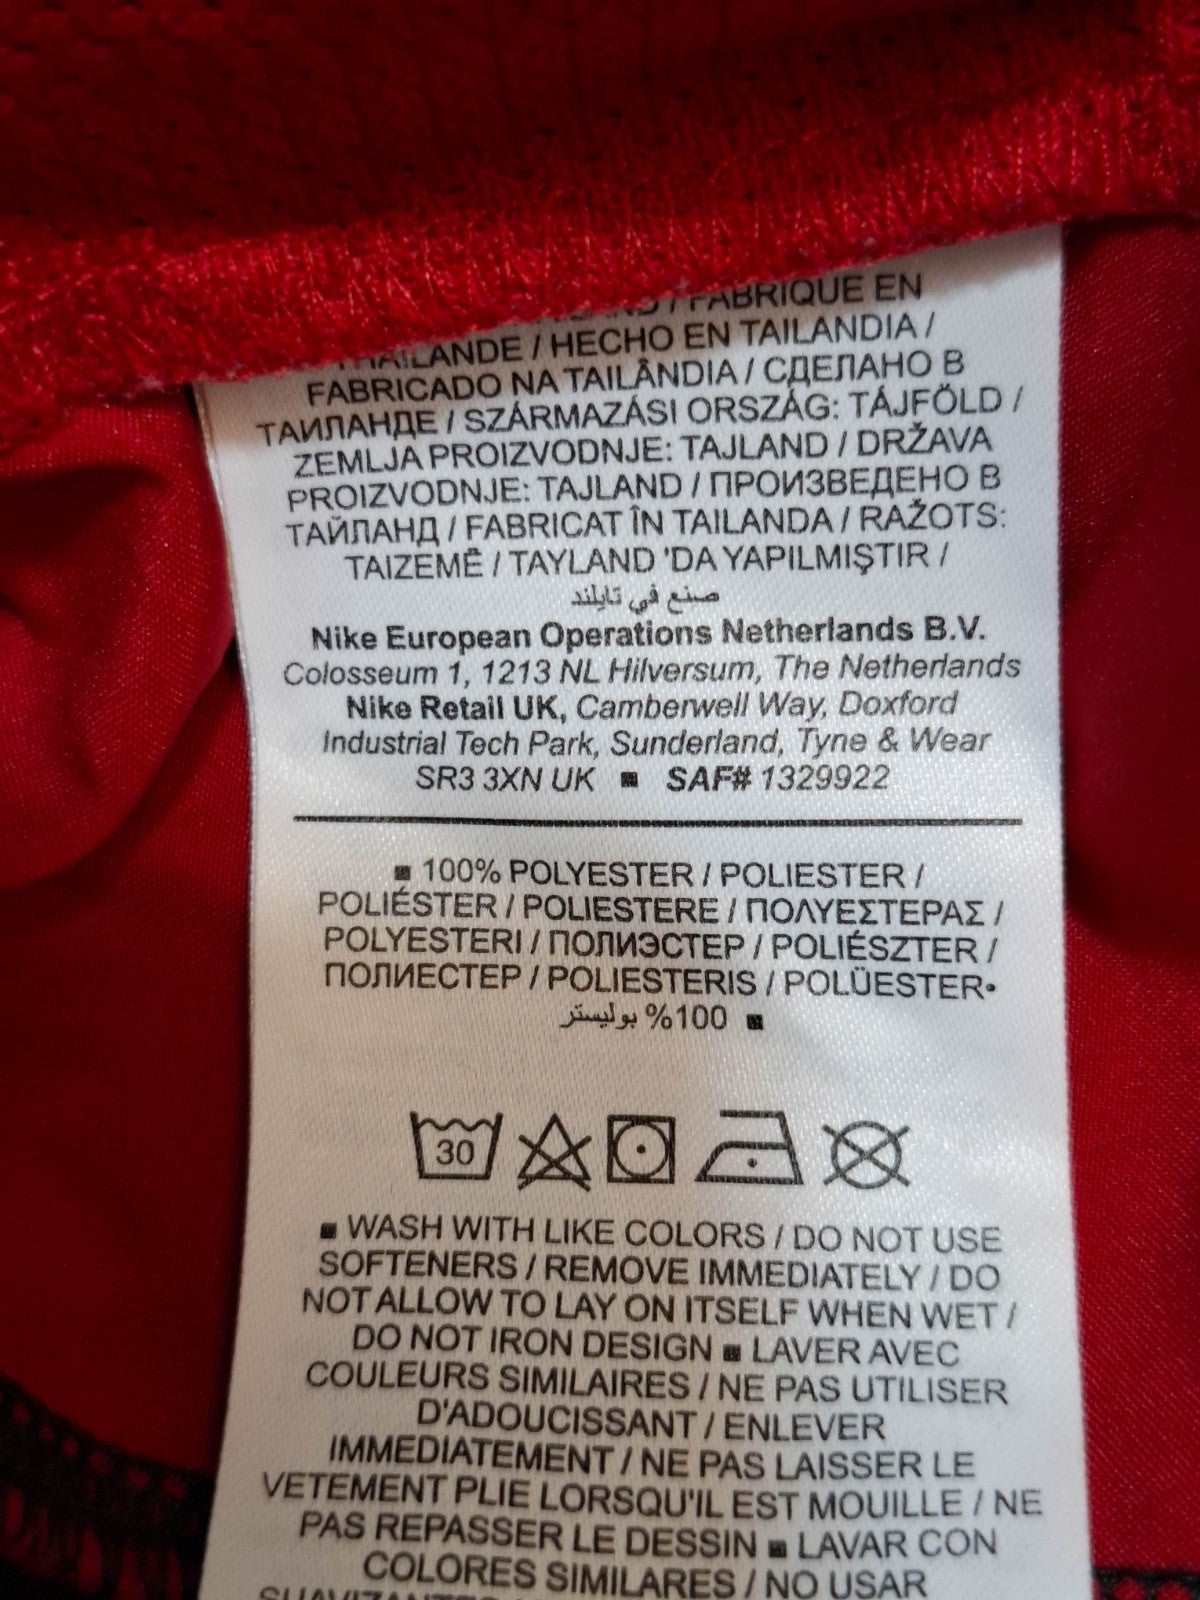 / FABRIQUE EN
THAILANDE / HECHO EN TAILANDIA /
FABRICADO NA TAILÂNDIA / СДЕЛАНО В
ТАИЛАНДЕ / SZÁRMAZÁSI ORSZÁG: TÁJFÖLD /
ZEMLJA PROIZVODNJE: TAJLAND / DRŽAVA
PROIZVODNJE: TAJLAND / ПРОИЗВЕДЕНО В
ТАЙЛАНД / FABRICAT ÎN TAILANDA / RAŽOTS:
TAIZEMĒ / TAYLAND 'DA YAPILMIŞTIR /
صنع في تايلند
Nike European Operations Netherlands B.V.
Colosseum 1, 1213 NL Hilversum, The Netherlands
Nike Retail UK, Camberwell Way, Doxford
Industrial Tech Park, Sunderland, Tyne & Wear
SR3 3XN UK ■ SAF# 1329922
■ 100% POLYESTER / POLIESTER /
POLIÉSTER / POLIESTERE / ΠΟΛΥΕΣΤΕΡΑΣ /
POLYESTERI / ПОЛИЭСТЕР / POLIÉSZTER /
ПОЛИЕСТЕР / POLIESTERIS / POLÜESTER•
100% بوليستر ■
30
■ WASH WITH LIKE COLORS / DO NOT USE
SOFTENERS / REMOVE IMMEDIATELY / DO
NOT ALLOW TO LAY ON ITSELF WHEN WET /
DO NOT IRON DESIGN ■ LAVER AVEC
COULEURS SIMILAIRES / NE PAS UTILISER
D'ADOUCISSANT / ENLEVER
IMMEDIATEMENT / NE PAS LAISSER LE
VETEMENT PLIE LORSQU'IL EST MOUILLE / NE
PAS REPASSER LE DESSIN ■ LAVAR CON
COLORES SIMILARES / NO USAR
SUAVIZANTES